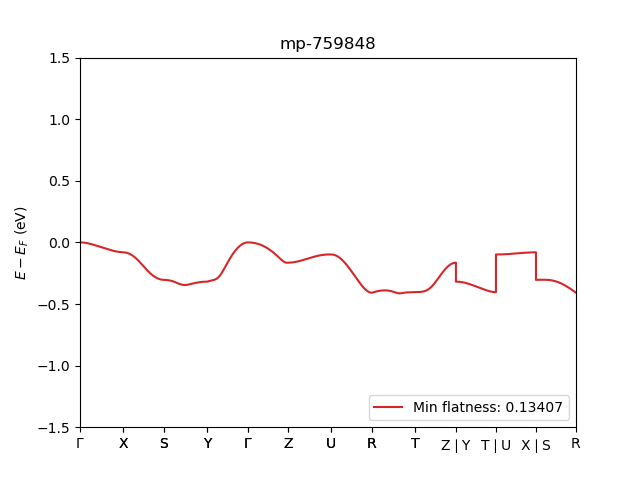 mp-759848
1.5
1.0
0.5
0.0
−0.5
−1.0
−1.5
E − E_F (eV)
Min flatness: 0.13407
Γ X S Y Γ Z U R T Z|Y T|U X|S R